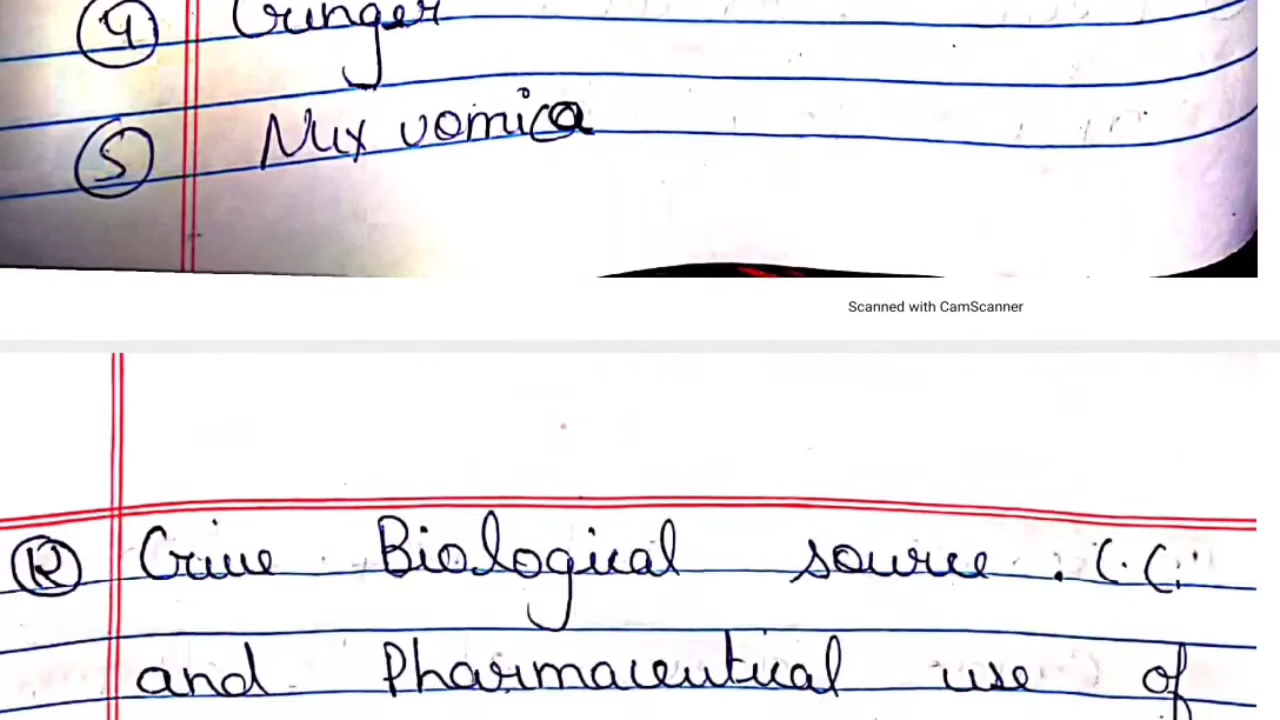 ④ Ginger
⑤ Nux vomica
Scanned with CamScanner
⑫ Give Biological source. C.C.
and Pharmaceutical use of